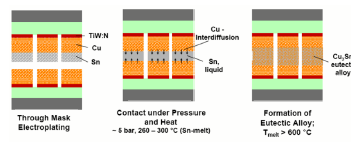 TiW:N
Cu
Sn
Through Mask
Electroplating
Cu -
Interdiffusion
Sn,
liquid
Contact under Pressure
and Heat
~ 5 bar, 260 – 300 °C (Sn-melt)
Cu3Sn
eutect
alloy
Formation of
Eutectic Alloy;
Tmelt > 600 °C